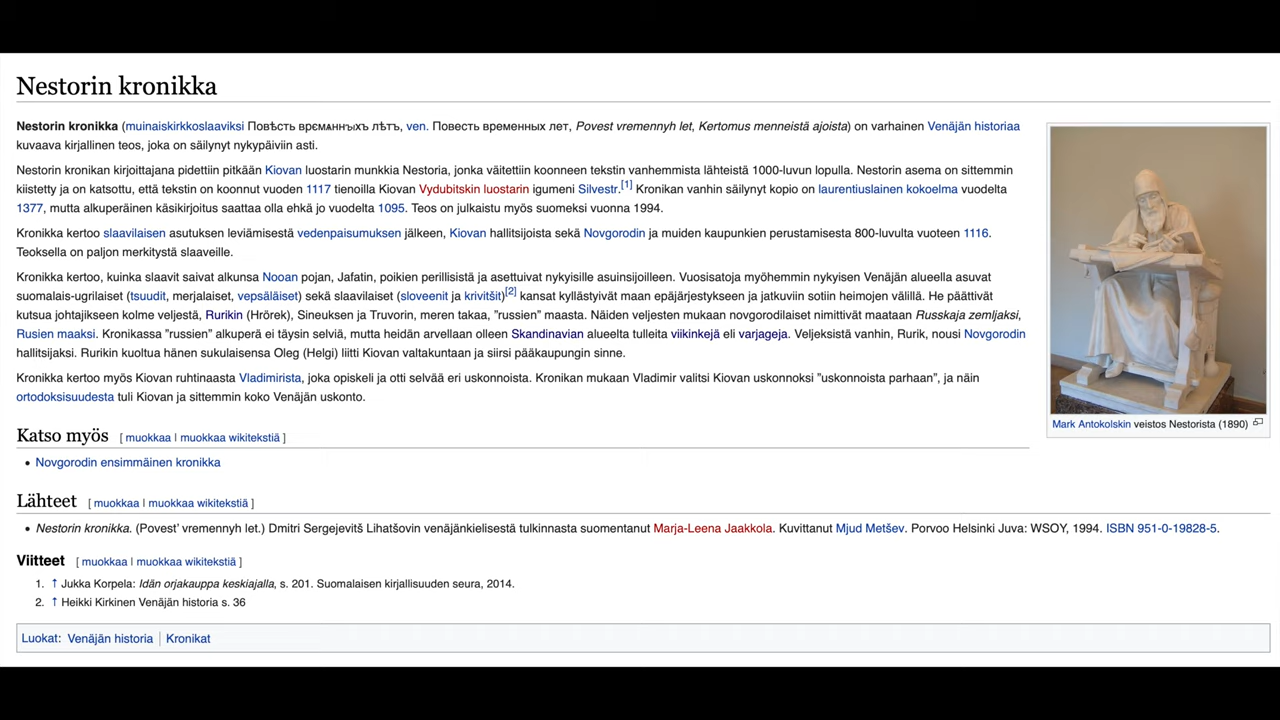 Nestorin kronikka
Nestorin kronikka (muinaiskirkkoslaaviksi Повѣсть врємѧннъıхъ лѣтъ, ven. Повесть временных лет, Povest vremennyh let, Kertomus menneistä ajoista) on varhainen Venäjän historiaa
kuvaava kirjallinen teos, joka on säilynyt nykypäiviin asti.
Nestorin kronikan kirjoittajana pidettiin pitkään Kiovan luostarin munkkia Nestoria, jonka väitettiin koonneen tekstin vanhemmista lähteistä 1000-luvun lopulla. Nestorin asema on sittemmin
kiistetty ja on katsottu, että tekstin on koonnut vuoden 1117 tienoilla Kiovan Vydubitskin luostarin igumeni Silvestr.[1] Kronikan vanhin säilynyt kopio on laurentiuslainen kokoelma vuodelta
1377, mutta alkuperäinen käsikirjoitus saattaa olla ehkä jo vuodelta 1095. Teos on julkaistu myös suomeksi vuonna 1994.
Kronikka kertoo slaavilaisen asutuksen leviämisestä vedenpaisumuksen jälkeen, Kiovan hallitsijoista sekä Novgorodin ja muiden kaupunkien perustamisesta 800-luvulta vuoteen 1116.
Teoksella on paljon merkitystä slaaveille.
Kronikka kertoo, kuinka slaavit saivat alkunsa Nooan pojan, Jafatin, poikien perillisistä ja asettuivat nykyisille asuinsijoilleen. Vuosisatoja myöhemmin nykyisen Venäjän alueella asuvat
suomalais-ugrilaiset (tsuudit, merjalaiset, vepsäläiset) sekä slaavilaiset (sloveenit ja krivitšit)[2] kansat kyllästyivät maan epäjärjestykseen ja jatkuviin sotiin heimojen välillä. He päättivät
kutsua johtajikseen kolme veljestä, Rurikin (Hrörek), Sineuksen ja Truvorin, meren takaa, ”russien” maasta. Näiden veljesten mukaan novgorodilaiset nimittivät maataan Russkaja zemljaksi,
Rusien maaksi. Kronikassa ”russien” alkuperä ei täysin selviä, mutta heidän arvellaan olleen Skandinavian alueelta tulleita viikinkejä eli varjageja. Veljeksistä vanhin, Rurik, nousi Novgorodin
hallitsijaksi. Rurikin kuoltua hänen sukulaisensa Oleg (Helgi) liitti Kiovan valtakuntaan ja siirsi pääkaupungin sinne.
Kronikka kertoo myös Kiovan ruhtinaasta Vladimirista, joka opiskeli ja otti selvää eri uskonnoista. Kronikan mukaan Vladimir valitsi Kiovan uskonnoksi ”uskonnoista parhaan”, ja näin
ortodoksisuudesta tuli Kiovan ja sittemmin koko Venäjän uskonto.
Mark Antokolskin veistos Nestorista (1890)
Katso myös [ muokkaa | muokkaa wikitekstiä ]
• Novgorodin ensimmäinen kronikka
Lähteet [ muokkaa | muokkaa wikitekstiä ]
• Nestorin kronikka. (Povest’ vremennyh let.) Dmitri Sergejevitš Lihatšovin venäjänkielisestä tulkinnasta suomentanut Marja-Leena Jaakkola. Kuvittanut Mjud Metšev. Porvoo Helsinki Juva: WSOY, 1994. ISBN 951-0-19828-5.
Viitteet [ muokkaa | muokkaa wikitekstiä ]
1. ↑ Jukka Korpela: Idän orjakauppa keskiajalla, s. 201. Suomalaisen kirjallisuuden seura, 2014.
2. ↑ Heikki Kirkinen Venäjän historia s. 36
Luokat: Venäjän historia | Kronikat